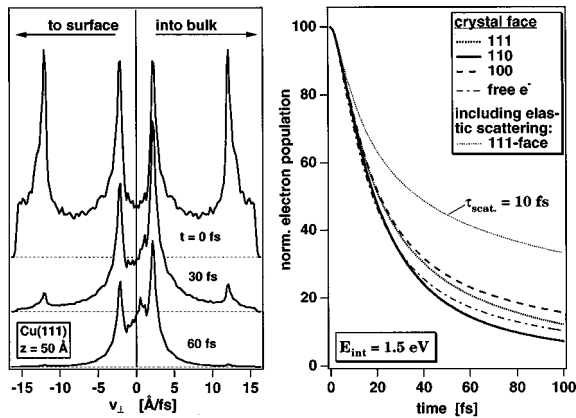 to surface
into bulk
t = 0 fs
30 fs
60 fs
Cu(111)
z = 50 Å
-15 -10 -5 0 5 10 15
v⊥ [Å/fs]
norm. electron population
100
80
60
40
20
0
crystal face
111
110
100
free e-
including elas-
tic scattering:
111-face
τscat. = 10 fs
Eint = 1.5 eV
0 20 40 60 80 100
time [fs]